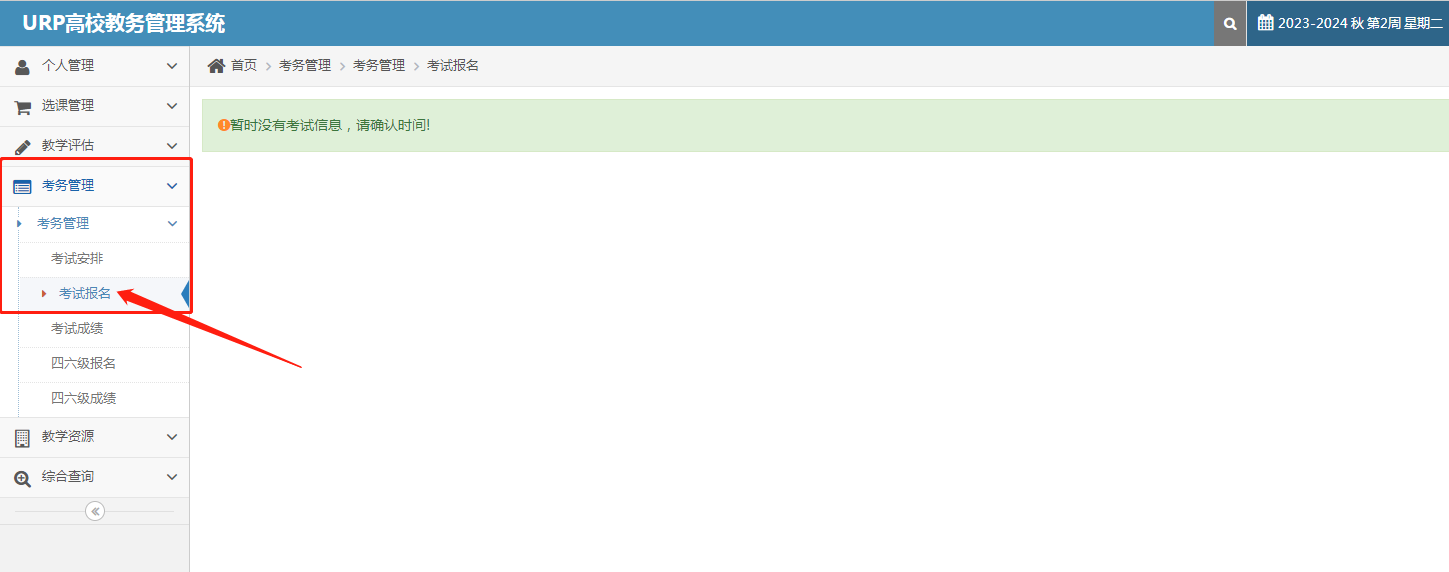 URP高校教务管理系统
2023-2024 秋 第2周 星期二
个人管理
选课管理
教学评估
考务管理
考务管理
考试安排
考试报名
考试成绩
四六级报名
四六级成绩
教学资源
综合查询
首页 考务管理 考务管理 考试报名
暂时没有考试信息，请确认时间!